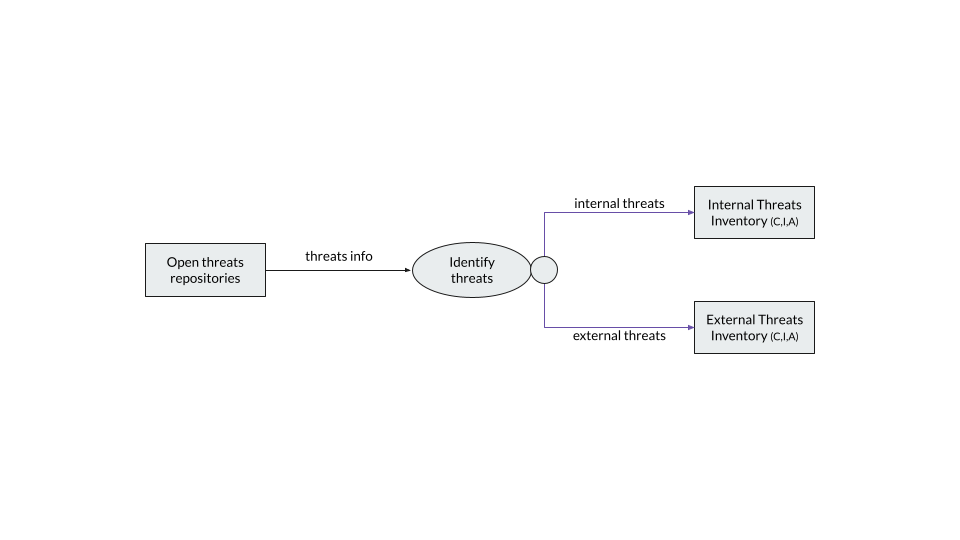 Open threats
repositories
threats info
Identify
threats
internal threats
Internal Threats
Inventory (C,I,A)
external threats
External Threats
Inventory (C,I,A)